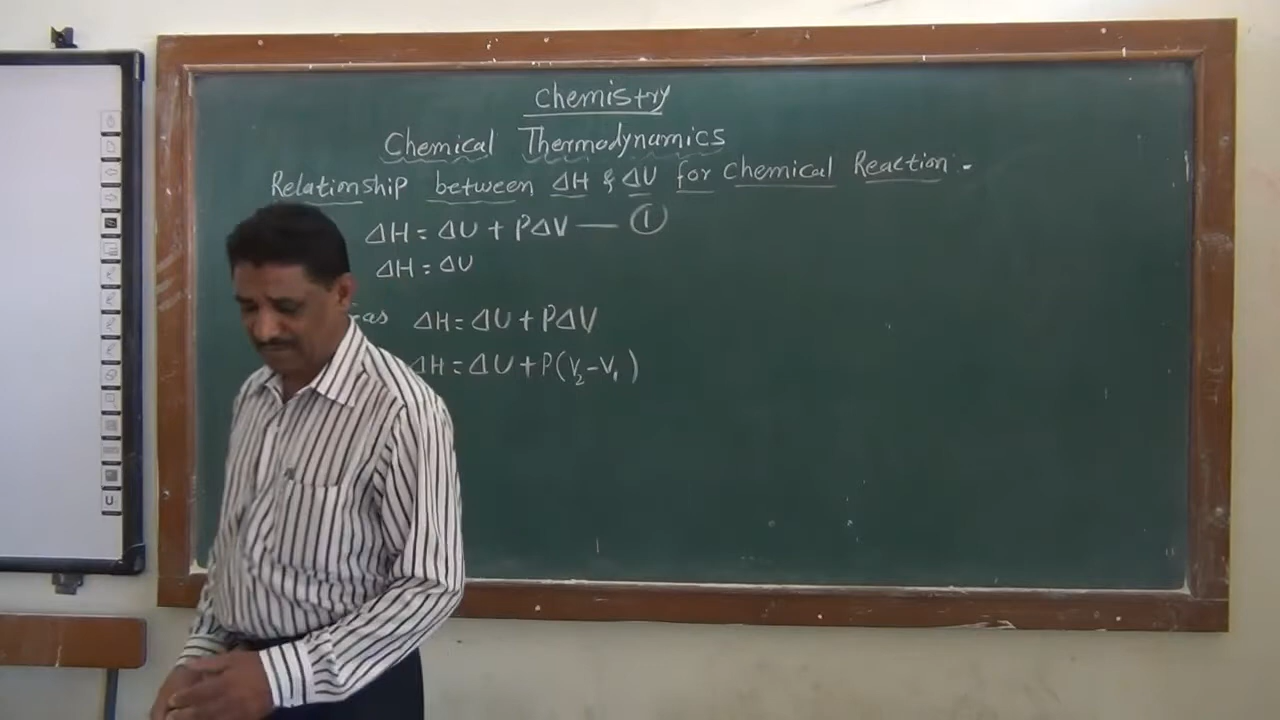 Chemistry
Chemical Thermodynamics
Relationship between ΔH & ΔU for Chemical Reaction.
ΔH = ΔU + PΔV — ①
ΔH = ΔU
ΔH = ΔU + PΔV
ΔH = ΔU + P(V₂ – V₁)